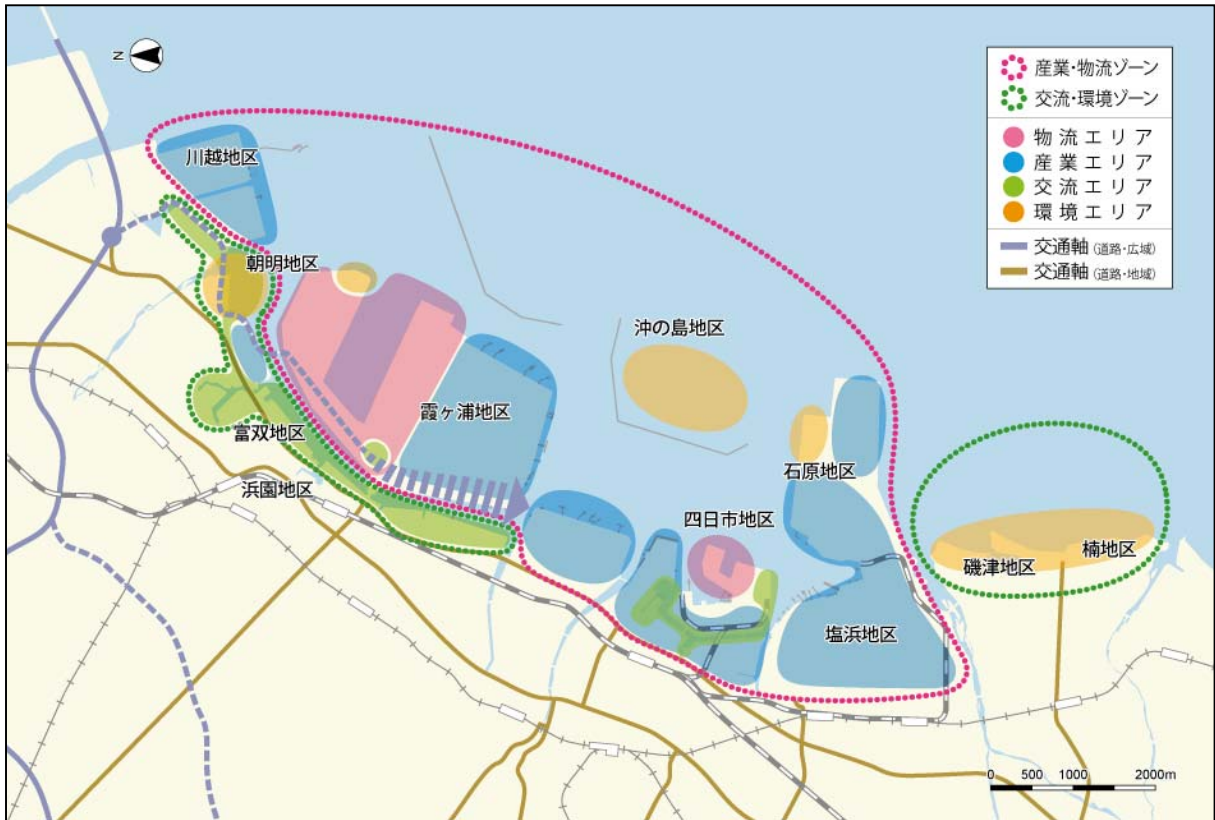 N
産業・物流ゾーン
交流・環境ゾーン
物流エリア
産業エリア
交流エリア
環境エリア
交通軸(道路・広域)
交通軸(道路・地域)
川越地区
朝明地区
沖の島地区
霞ヶ浦地区
富双地区
石原地区
浜園地区
四日市地区
楠地区
磯津地区
塩浜地区
0 500 1000 2000m